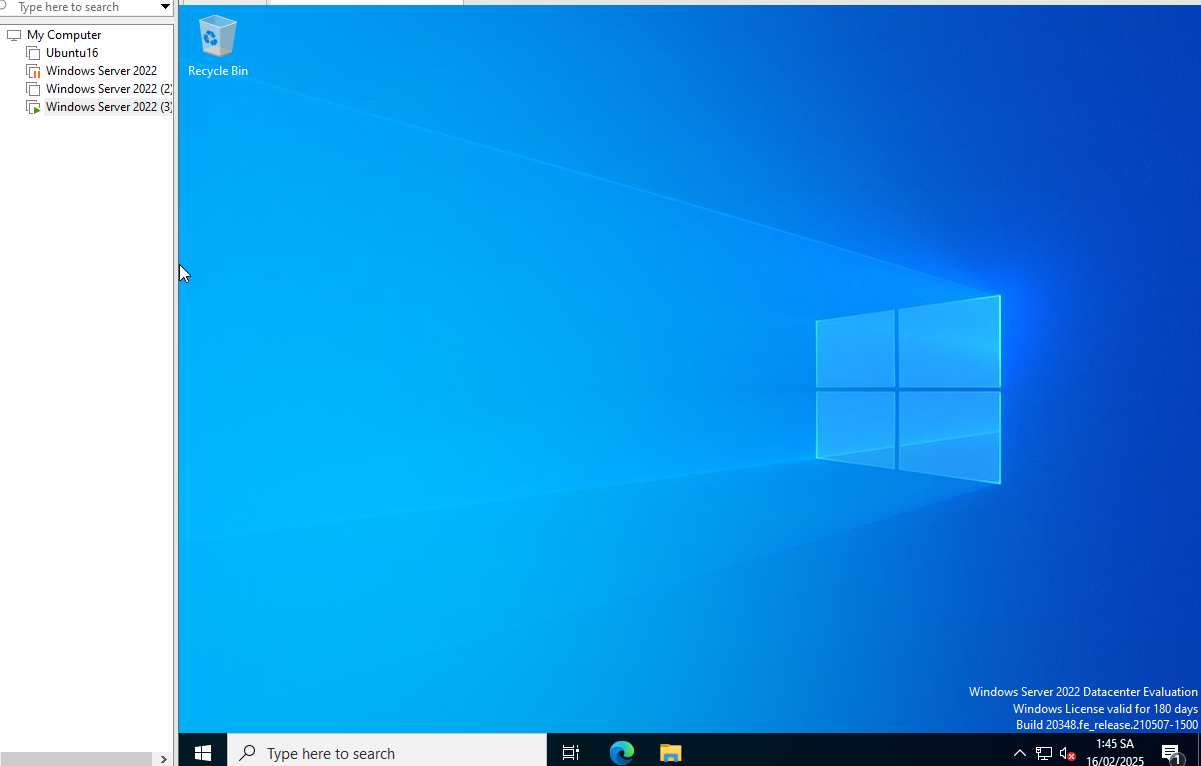 Type here to search
My Computer
Ubuntu16
Windows Server 2022
Windows Server 2022 (2)
Windows Server 2022 (3)
Recycle Bin
Windows Server 2022 Datacenter Evaluation
Windows License valid for 180 days
Build 20348.fe_release.210507-1500
Type here to search
1:45 SA
16/02/2025
1